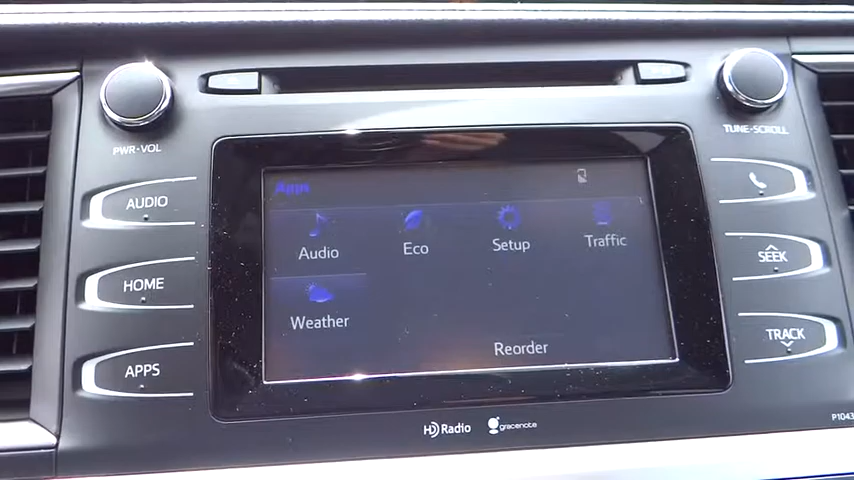 PWR·VOL
TUNE·SCROLL
AUDIO
HOME
APPS
Apps
Audio
Eco
Setup
Traffic
Weather
Reorder
SEEK
TRACK
HD Radio
gracenote
P1043